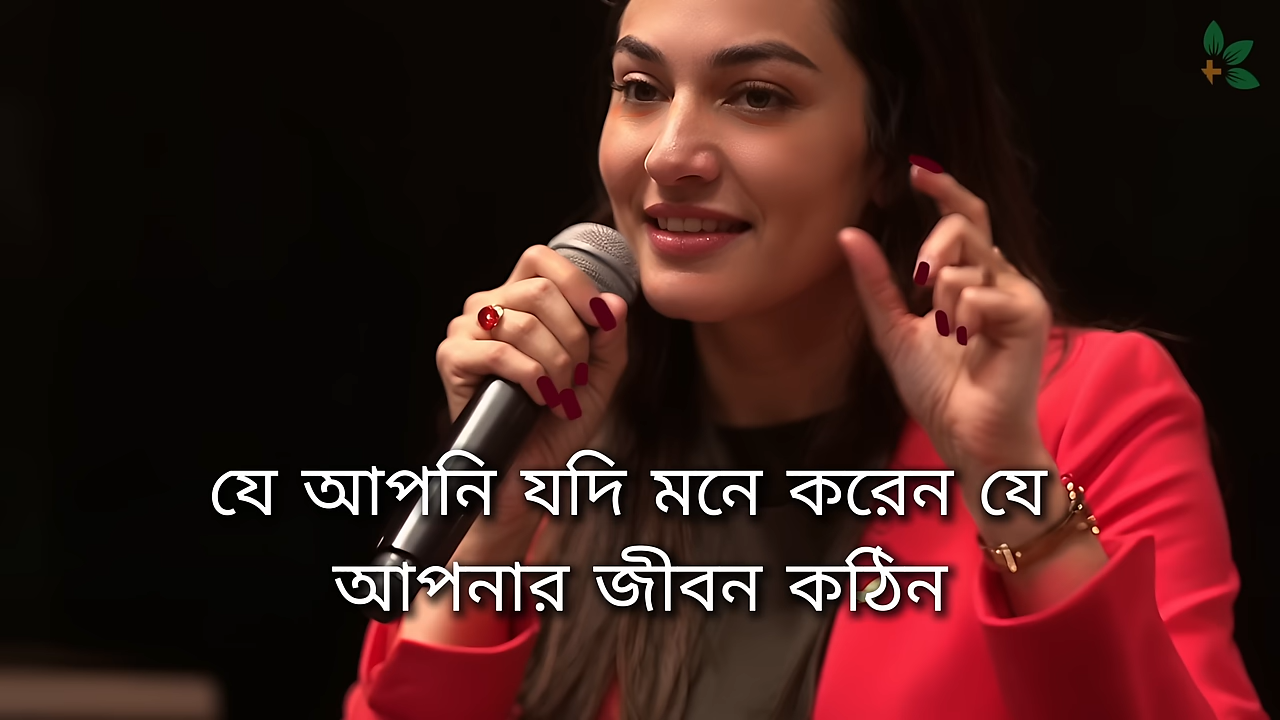 যে আপনি যদি মনে করেন যে
আপনার জীবন কঠিন